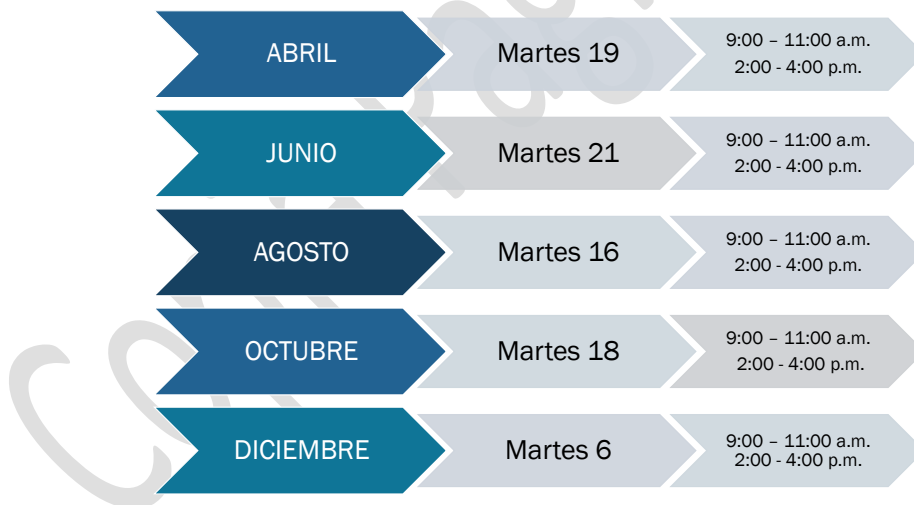 ABRIL
Martes 19
9:00 – 11:00 a.m.
2:00 - 4:00 p.m.
JUNIO
Martes 21
9:00 – 11:00 a.m.
2:00 - 4:00 p.m.
AGOSTO
Martes 16
9:00 – 11:00 a.m.
2:00 - 4:00 p.m.
OCTUBRE
Martes 18
9:00 – 11:00 a.m.
2:00 - 4:00 p.m.
DICIEMBRE
Martes 6
9:00 – 11:00 a.m.
2:00 - 4:00 p.m.